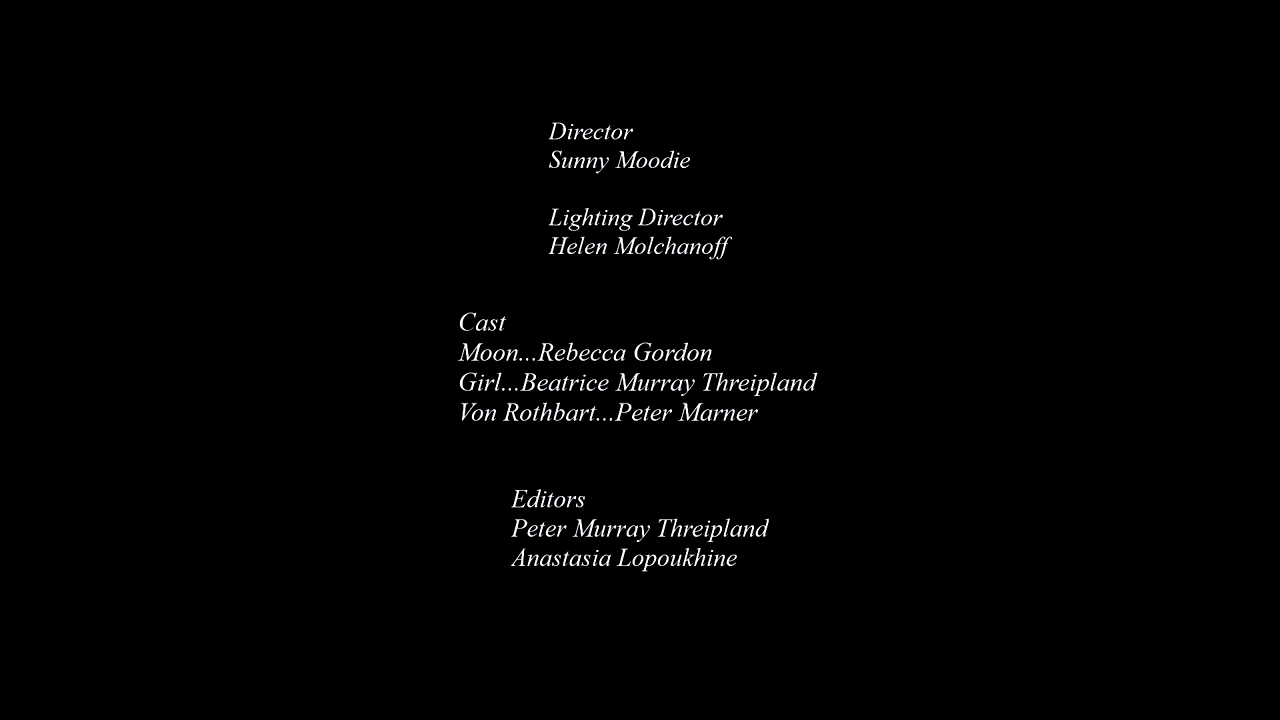 Director
Sunny Moodie
Lighting Director
Helen Molchanoff
Cast
Moon...Rebecca Gordon
Girl...Beatrice Murray Threipland
Von Rothbart...Peter Marner
Editors
Peter Murray Threipland
Anastasia Lopoukhine